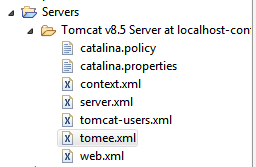 Servers
Tomcat v8.5 Server at localhost-con
catalina.policy
catalina.properties
context.xml
server.xml
tomcat-users.xml
tomee.xml
web.xml